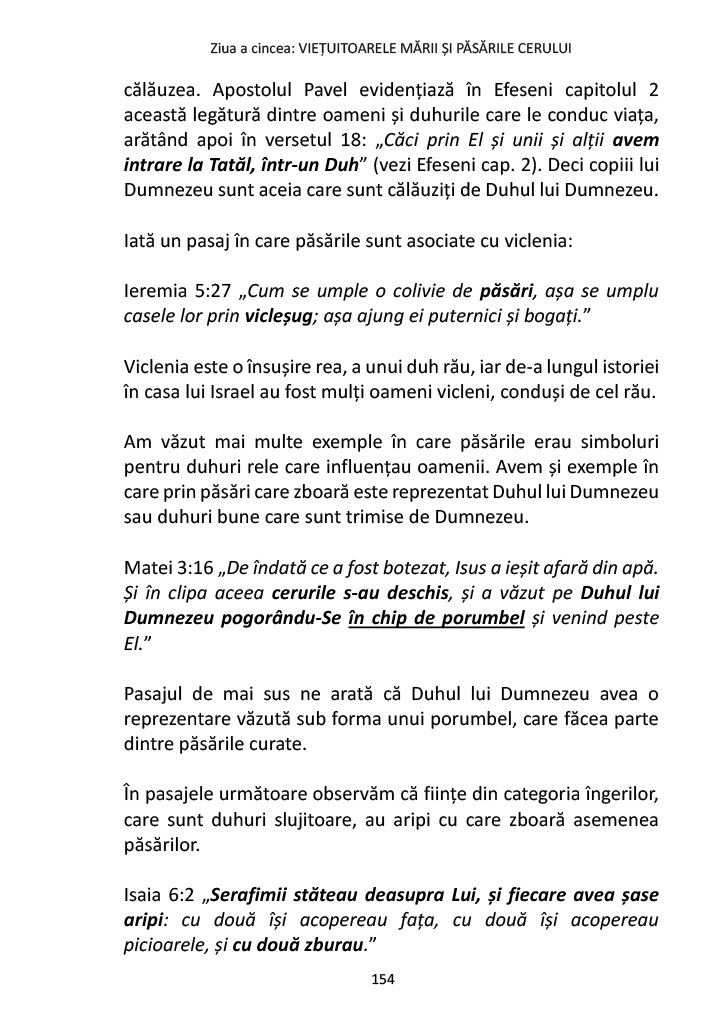 Ziua a cincea: VIEȚUITOARELE MĂRII ȘI PĂSĂRILE CERULUI
călăuzea. Apostolul Pavel evidențiază în Efeseni capitolul 2
această legătură dintre oameni și duhurile care le conduc viața,
arătând apoi în versetul 18: „Căci prin El și unii și alții avem
intrare la Tatăl, într-un Duh” (vezi Efeseni cap. 2). Deci copiii lui
Dumnezeu sunt aceia care sunt călăuziți de Duhul lui Dumnezeu.
Iată un pasaj în care păsările sunt asociate cu viclenia:
Ieremia 5:27 „Cum se umple o colivie de păsări, așa se umplu
casele lor prin vicleșug; așa ajung ei puternici și bogați.”
Viclenia este o însușire rea, a unui duh rău, iar de-a lungul istoriei
în casa lui Israel au fost mulți oameni vicleni, conduși de cel rău.
Am văzut mai multe exemple în care păsările erau simboluri
pentru duhuri rele care influențau oamenii. Avem și exemple în
care prin păsări care zboară este reprezentat Duhul lui Dumnezeu
sau duhuri bune care sunt trimise de Dumnezeu.
Matei 3:16 „De îndată ce a fost botezat, Isus a ieșit afară din apă.
Și în clipa aceea cerurile s-au deschis, și a văzut pe Duhul lui
Dumnezeu pogorându-Se în chip de porumbel și venind peste
El.”
Pasajul de mai sus ne arată că Duhul lui Dumnezeu avea o
reprezentare văzută sub forma unui porumbel, care făcea parte
dintre păsările curate.
În pasajele următoare observăm că ființe din categoria îngerilor,
care sunt duhuri slujitoare, au aripi cu care zboară asemenea
păsărilor.
Isaia 6:2 „Serafimii stăteau deasupra Lui, și fiecare avea șase
aripi: cu două își acopereau fața, cu două își acopereau
picioarele, și cu două zburau.”
154